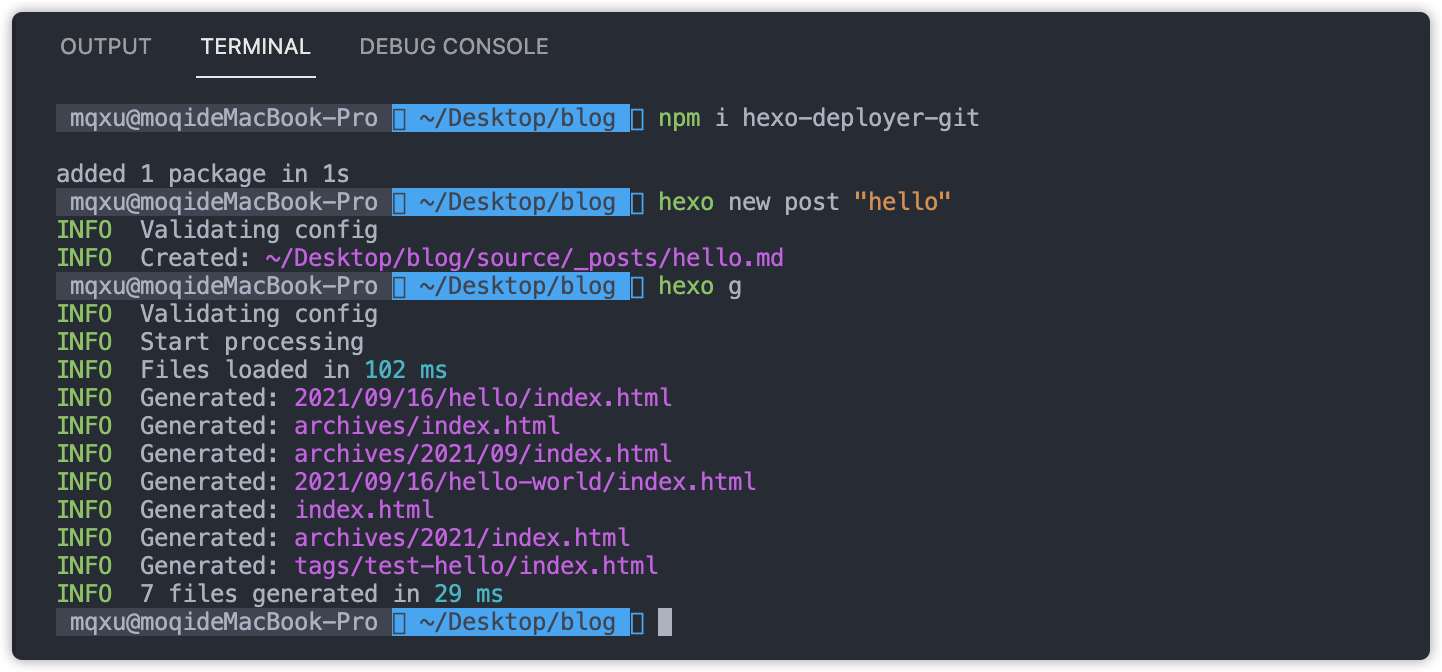 OUTPUT TERMINAL DEBUG CONSOLE
mqxu@moqideMacBook-Pro ~/Desktop/blog npm i hexo-deployer-git
added 1 package in 1s
mqxu@moqideMacBook-Pro ~/Desktop/blog hexo new post "hello"
INFO Validating config
INFO Created: ~/Desktop/blog/source/_posts/hello.md
mqxu@moqideMacBook-Pro ~/Desktop/blog hexo g
INFO Validating config
INFO Start processing
INFO Files loaded in 102 ms
INFO Generated: 2021/09/16/hello/index.html
INFO Generated: archives/index.html
INFO Generated: archives/2021/09/index.html
INFO Generated: 2021/09/16/hello-world/index.html
INFO Generated: index.html
INFO Generated: archives/2021/index.html
INFO Generated: tags/test-hello/index.html
INFO 7 files generated in 29 ms
mqxu@moqideMacBook-Pro ~/Desktop/blog